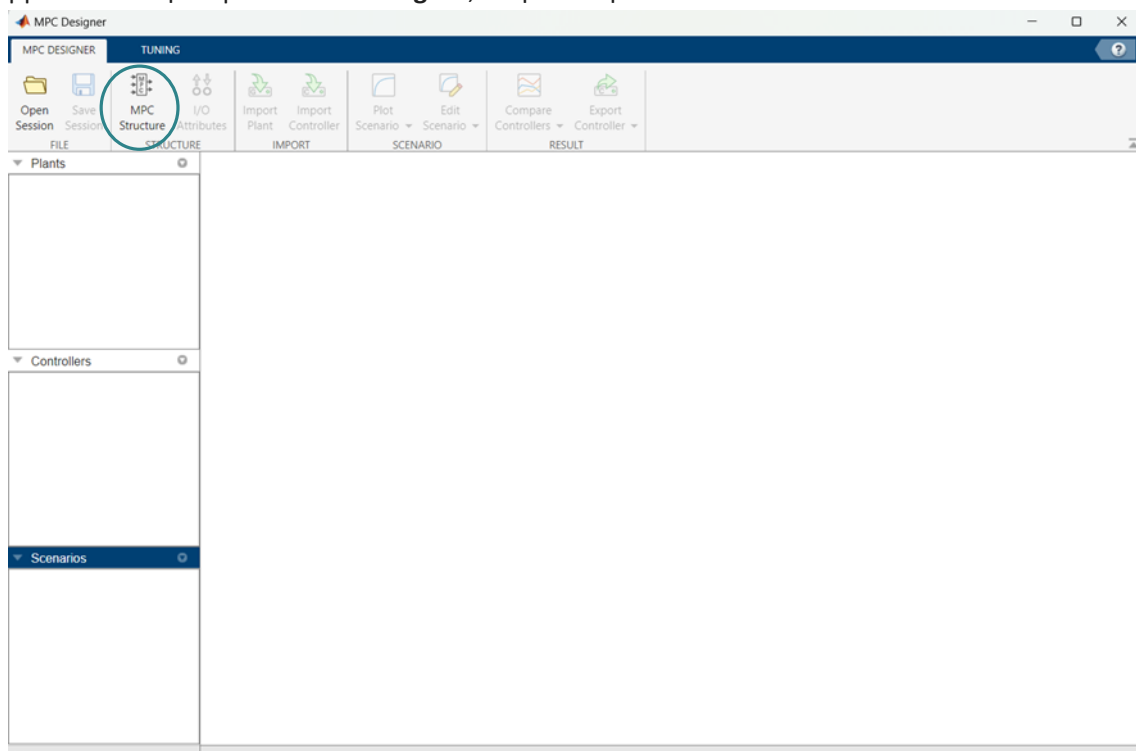 MPC Designer
MPC DESIGNER TUNING
Open Save MPC I/O Import Import Plot Edit Compare Export
Session Session Structure Attributes Plant Controller Scenario Scenario Controllers Controller
FILE STRUCTURE IMPORT SCENARIO RESULT
Plants
Controllers
Scenarios